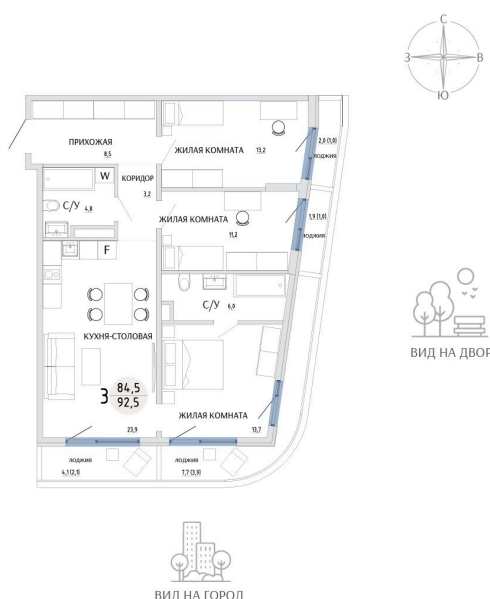 С
З
В
Ю
ПРИХОЖАЯ
8,5
ЖИЛАЯ КОМНАТА
13,2
2,0 (1,0)
ЛОДЖИЯ
W
КОРИДОР
3,2
С/У
4,8
ЖИЛАЯ КОМНАТА
11,2
1,9 (1,0)
ЛОДЖИЯ
F
С/У
6,0
КУХНЯ-СТОЛОВАЯ
ВИД НА ДВОР
3
84,5
92,5
23,9
ЖИЛАЯ КОМНАТА
13,7
ЛОДЖИЯ
4,1 (2,1)
ЛОДЖИЯ
7,7 (3,9)
ВИД НА ГОРОД